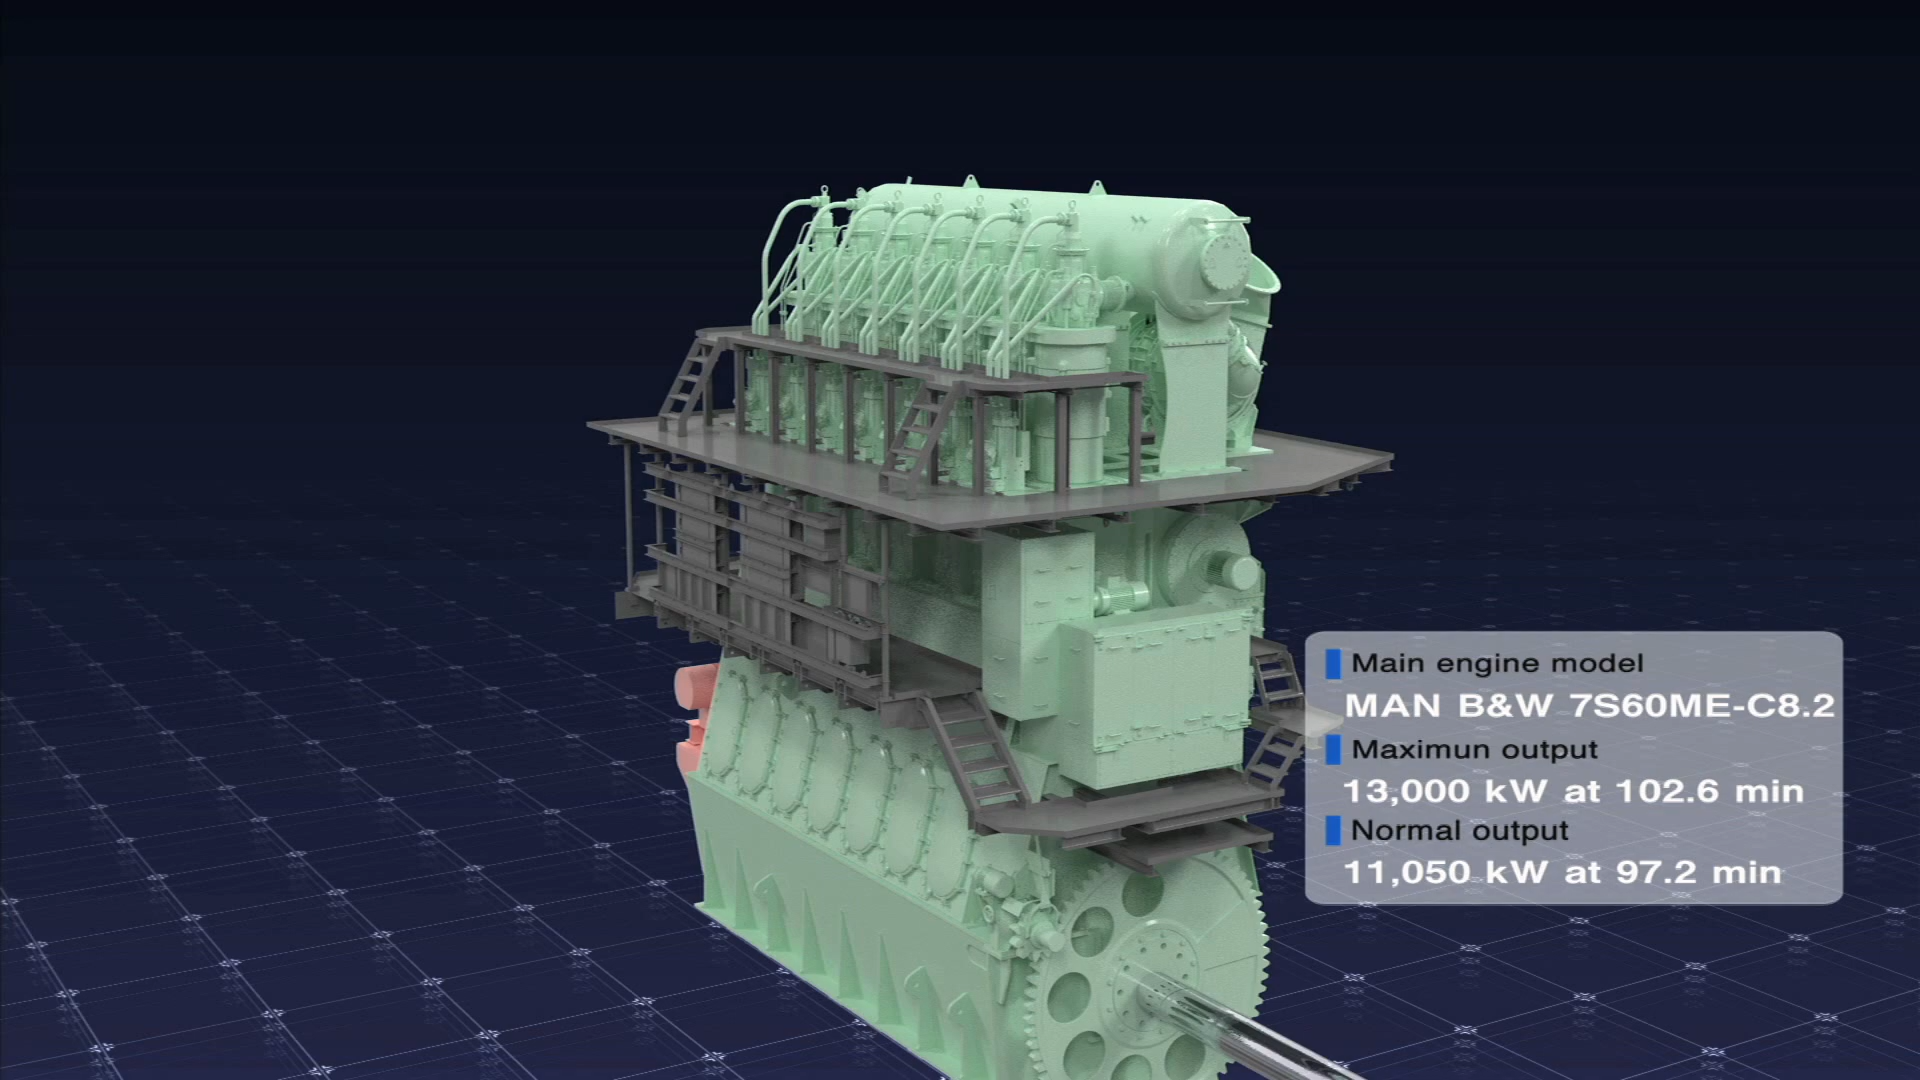 Main engine model
MAN B&W 7S60ME-C8.2
Maximun output
13,000 kW at 102.6 min
Normal output
11,050 kW at 97.2 min